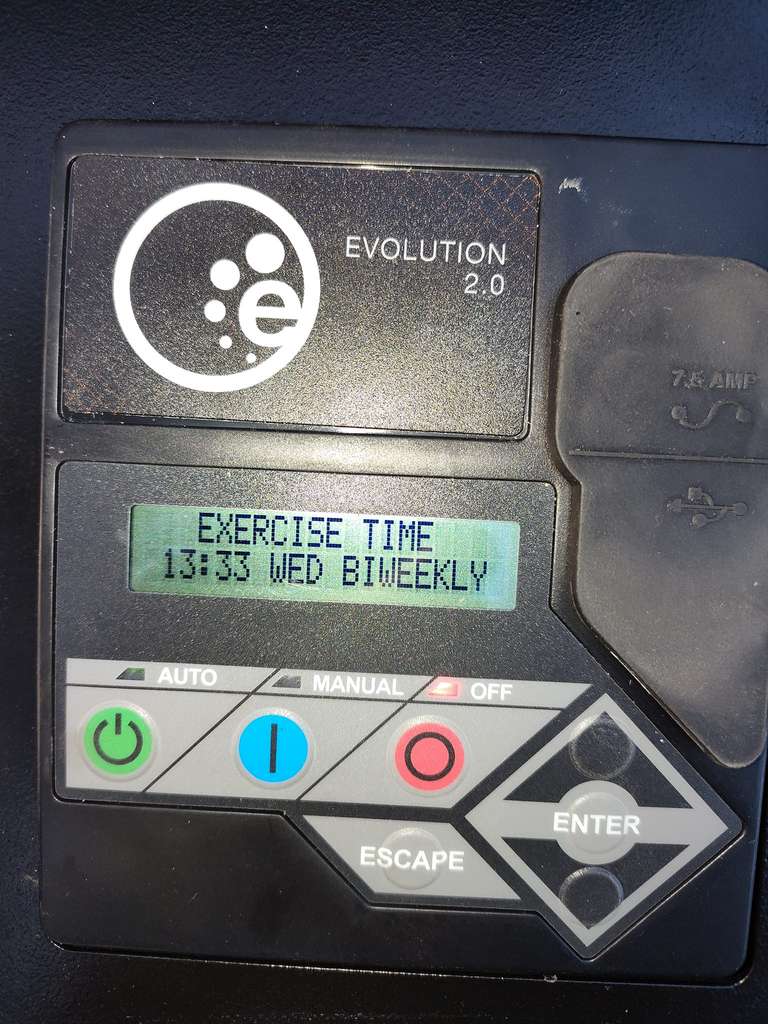 e
EVOLUTION
2.0
7.5 AMP
EXERCISE TIME
13:33 WED BIWEEKLY
AUTO
MANUAL
OFF
ENTER
ESCAPE